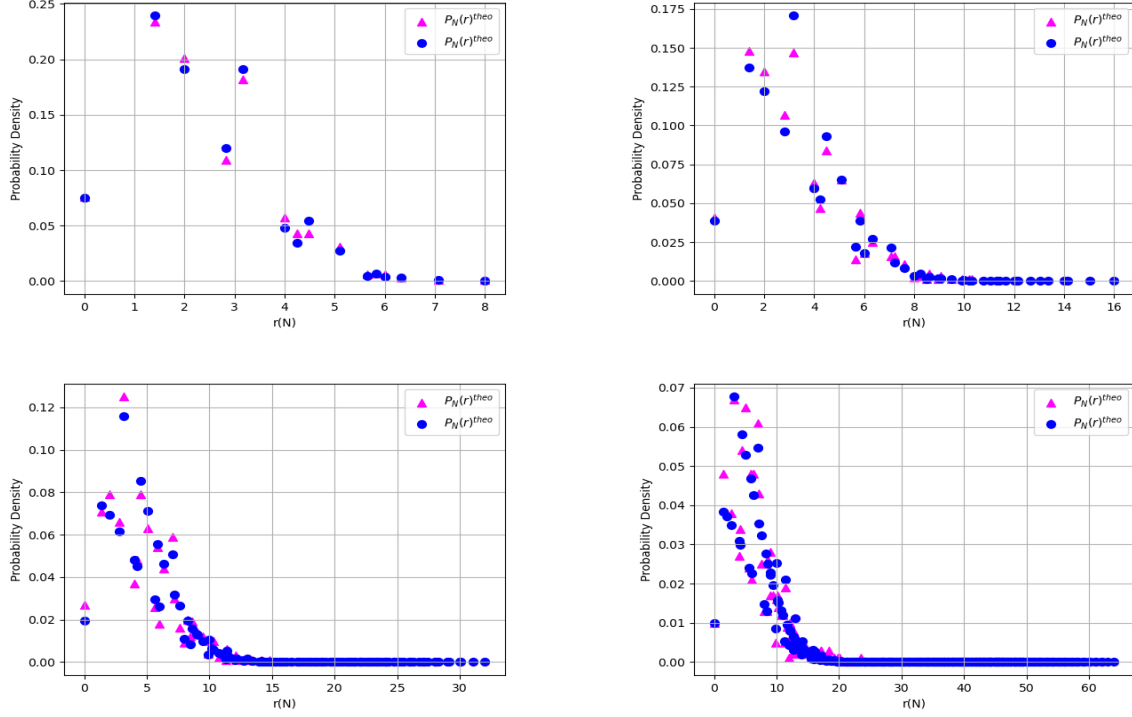 0.25
0.20
0.15
0.10
0.05
0.00
Probability Density
P_N(r)^{theo}
P_N(r)^{theo}
0 1 2 3 4 5 6 7 8
r(N)
0.175
0.150
0.125
0.100
0.075
0.050
0.025
0.000
Probability Density
P_N(r)^{theo}
P_N(r)^{theo}
0 2 4 6 8 10 12 14 16
r(N)
0.12
0.10
0.08
0.06
0.04
0.02
0.00
Probability Density
P_N(r)^{theo}
P_N(r)^{theo}
0 5 10 15 20 25 30
r(N)
0.07
0.06
0.05
0.04
0.03
0.02
0.01
0.00
Probability Density
P_N(r)^{theo}
P_N(r)^{theo}
0 10 20 30 40 50 60
r(N)